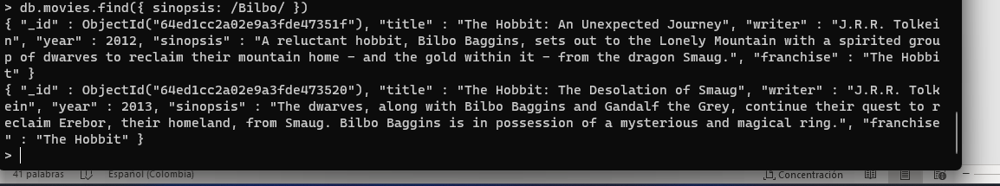 > db.movies.find({ sinopsis: /Bilbo/ })
{ "_id" : ObjectId("64ed1cc2a02e9a3fde47351f"), "title" : "The Hobbit: An Unexpected Journey", "writer" : "J.R.R. Tolkei
n", "year" : 2012, "sinopsis" : "A reluctant hobbit, Bilbo Baggins, sets out to the Lonely Mountain with a spirited grou
p of dwarves to reclaim their mountain home - and the gold within it - from the dragon Smaug.", "franchise" : "The Hobbi
t" }
{ "_id" : ObjectId("64ed1cc2a02e9a3fde473520"), "title" : "The Hobbit: The Desolation of Smaug", "writer" : "J.R.R. Tolk
ein", "year" : 2013, "sinopsis" : "The dwarves, along with Bilbo Baggins and Gandalf the Grey, continue their quest to r
eclaim Erebor, their homeland, from Smaug. Bilbo Baggins is in possession of a mysterious and magical ring.", "franchise
" : "The Hobbit" }
>
41 palabras Español (Colombia) Concentración